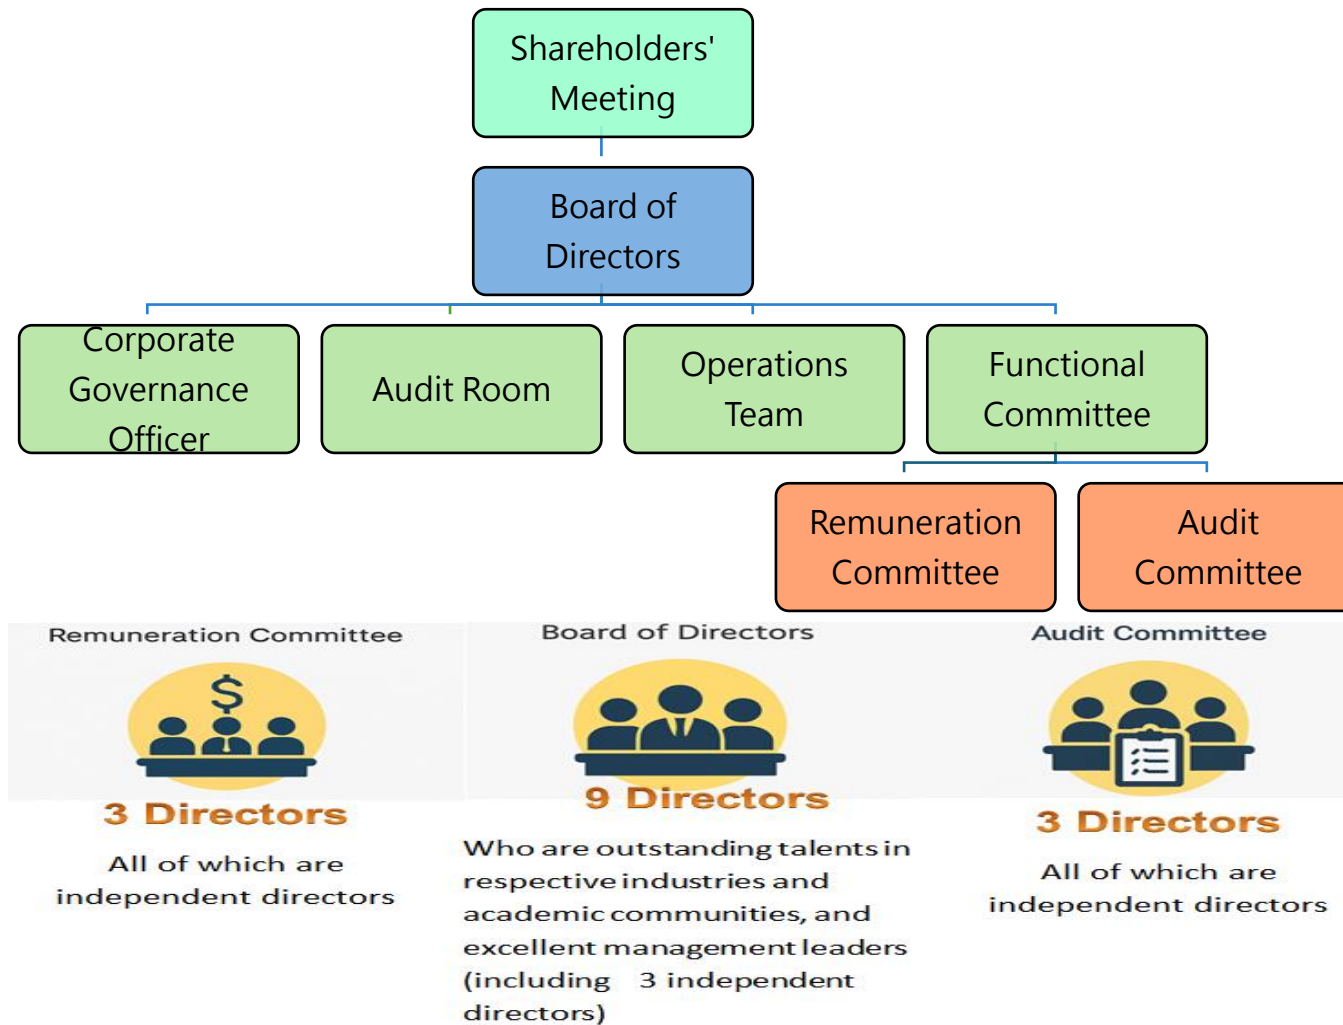 Shareholders'
Meeting
Board of
Directors
Corporate
Governance
Officer
Audit Room
Operations
Team
Functional
Committee
Remuneration
Committee
Audit
Committee
Remuneration Committee
$
3 Directors
All of which are
independent directors
Board of Directors
9 Directors
Who are outstanding talents in
respective industries and
academic communities, and
excellent management leaders
(including 3 independent
directors)
Audit Committee
3 Directors
All of which are
independent directors